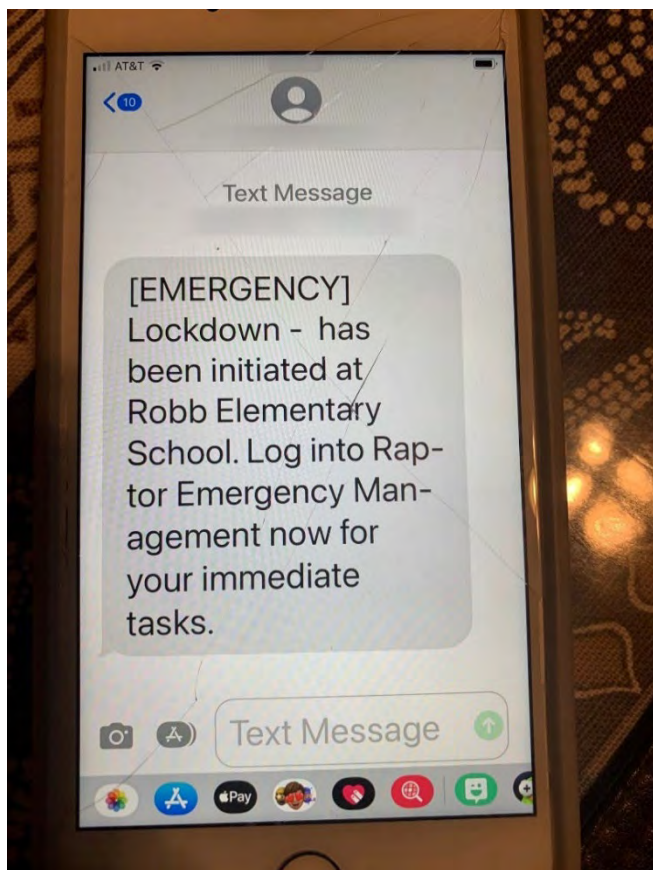 AT&T
10
Text Message
[EMERGENCY]
Lockdown - has
been initiated at
Robb Elementary
School. Log into Rap-
tor Emergency Man-
agement now for
your immediate
tasks.
Text Message
Pay